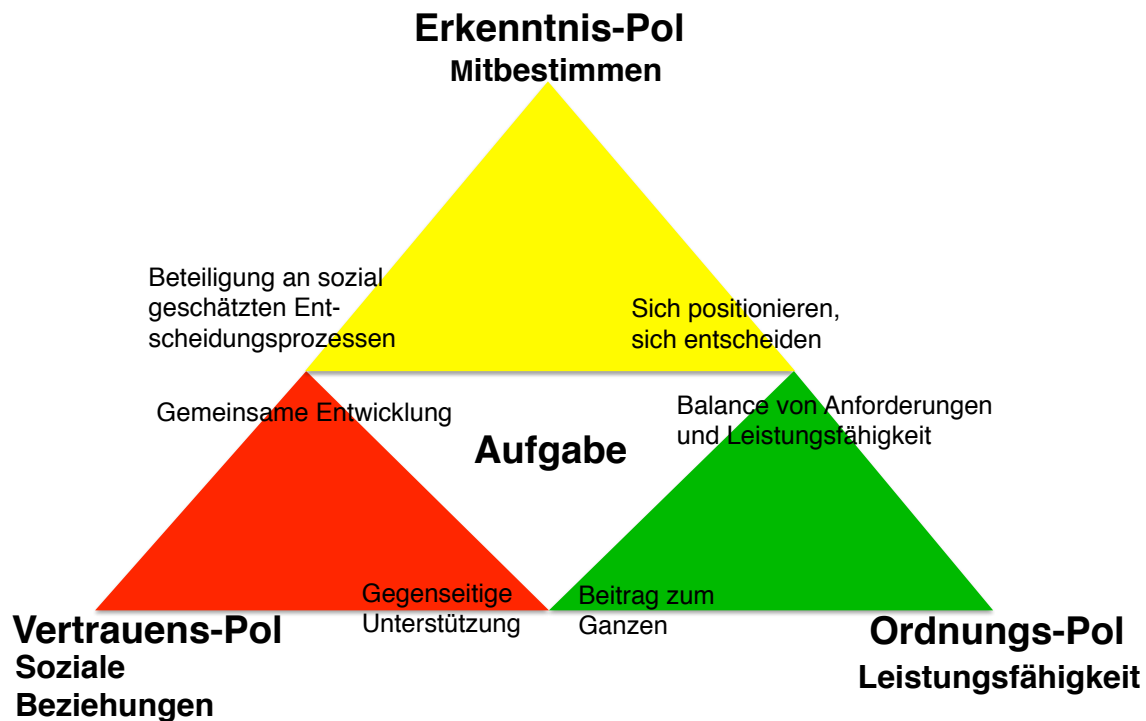 Erkenntnis-Pol
Mitbestimmen
Beteiligung an sozial
geschätzten Ent-
scheidungsprozessen
Sich positionieren,
sich entscheiden
Gemeinsame Entwicklung
Balance von Anforderungen
und Leistungsfähigkeit
Aufgabe
Gegenseitige
Unterstützung
Beitrag zum
Ganzen
Vertrauens-Pol
Soziale
Beziehungen
Ordnungs-Pol
Leistungsfähigkeit